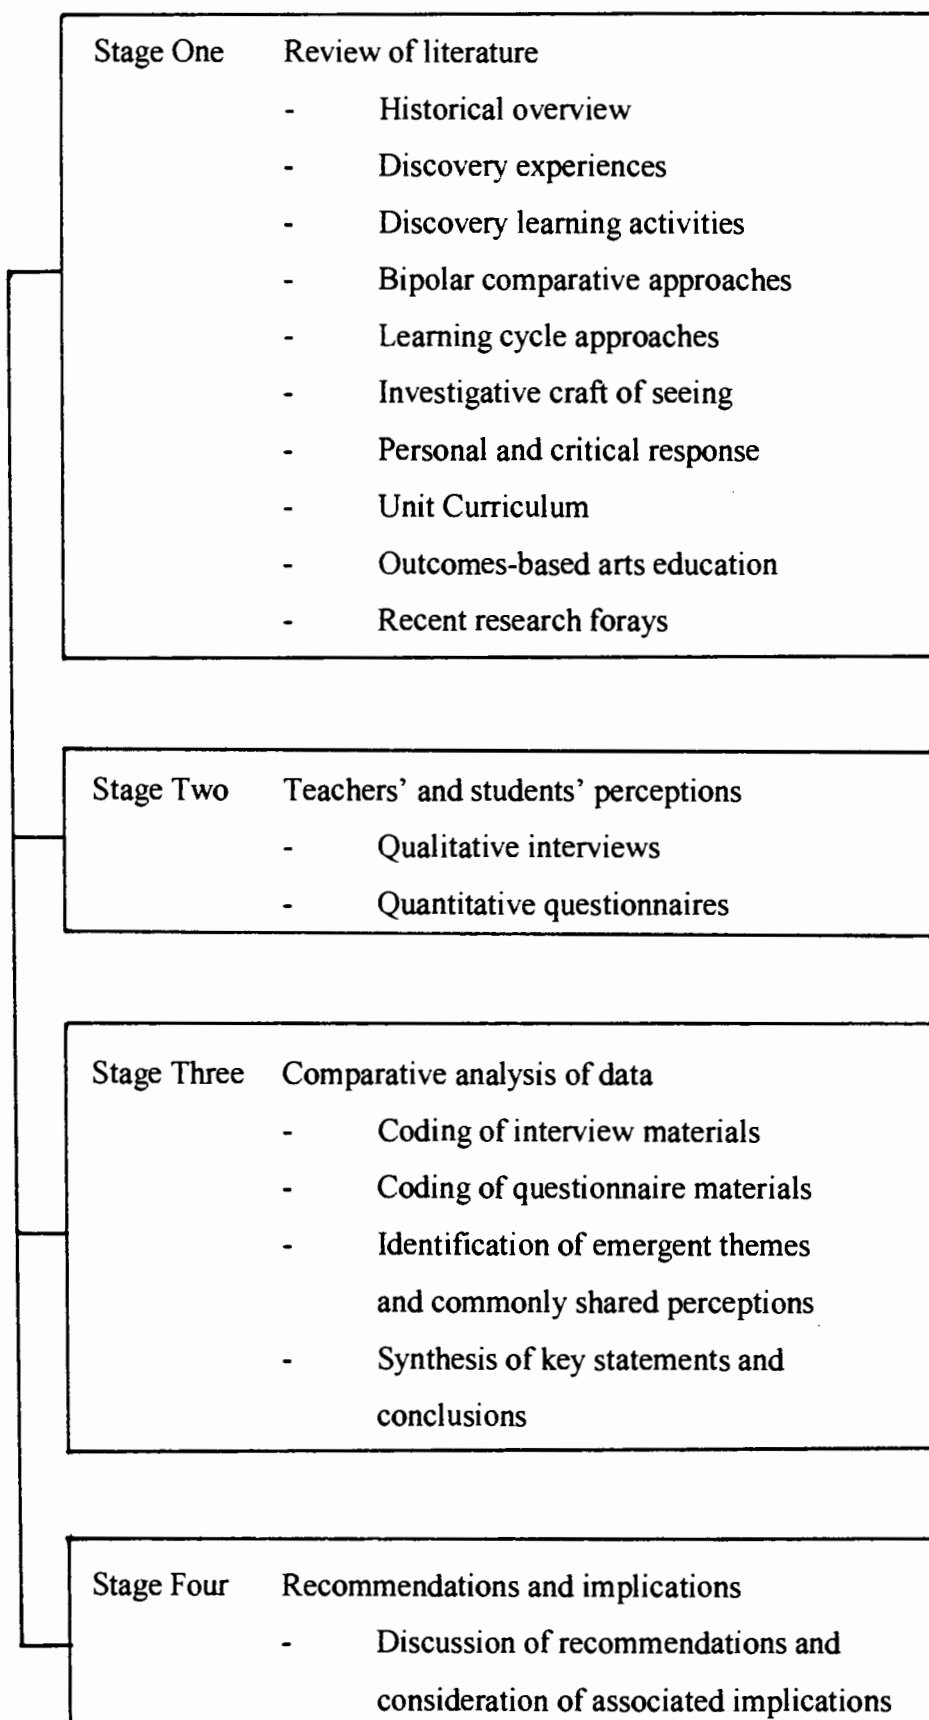 Stage One Review of literature
- Historical overview
- Discovery experiences
- Discovery learning activities
- Bipolar comparative approaches
- Learning cycle approaches
- Investigative craft of seeing
- Personal and critical response
- Unit Curriculum
- Outcomes-based arts education
- Recent research forays
Stage Two Teachers’ and students’ perceptions
- Qualitative interviews
- Quantitative questionnaires
Stage Three Comparative analysis of data
- Coding of interview materials
- Coding of questionnaire materials
- Identification of emergent themes
and commonly shared perceptions
- Synthesis of key statements and
conclusions
Stage Four Recommendations and implications
- Discussion of recommendations and
consideration of associated implications